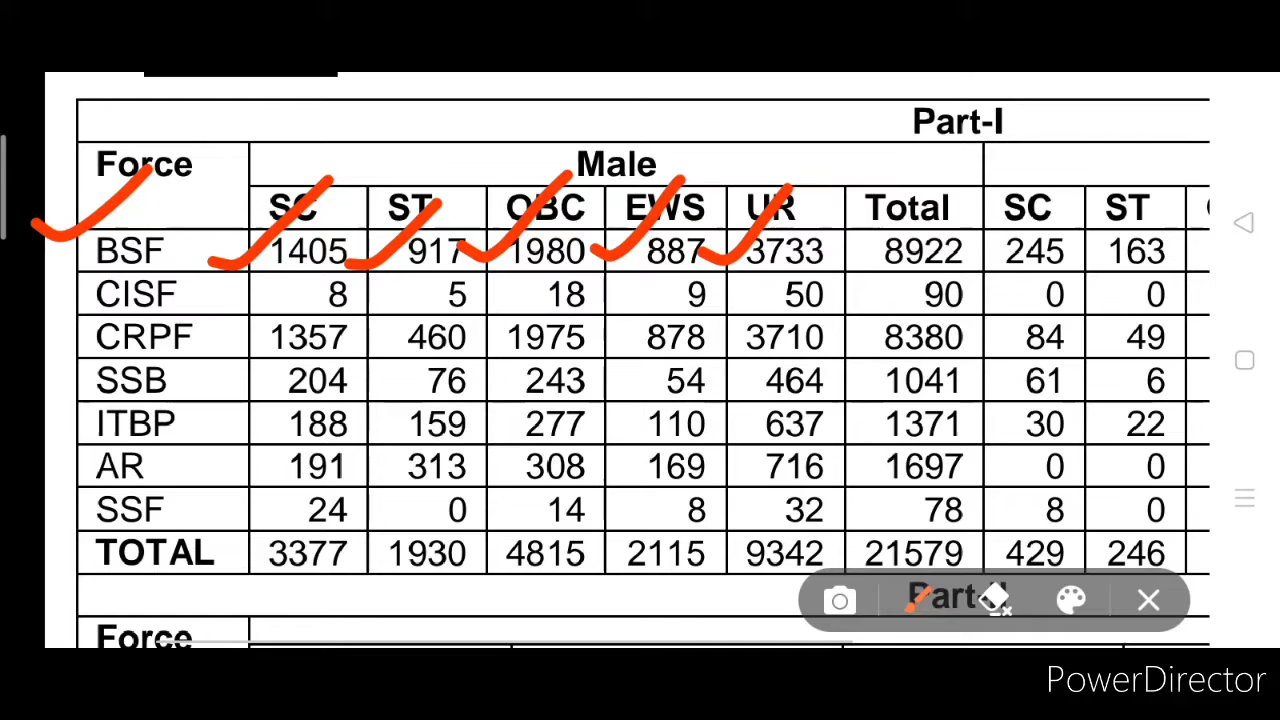 Part-I
Force Male
SC ST OBC EWS UR Total SC ST
BSF 1405 917 1980 887 3733 8922 245 163
CISF 8 5 18 9 50 90 0 0
CRPF 1357 460 1975 878 3710 8380 84 49
SSB 204 76 243 54 464 1041 61 6
ITBP 188 159 277 110 637 1371 30 22
AR 191 313 308 169 716 1697 0 0
SSF 24 0 14 8 32 78 8 0
TOTAL 3377 1930 4815 2115 9342 21579 429 246
Part-II
Force
PowerDirector